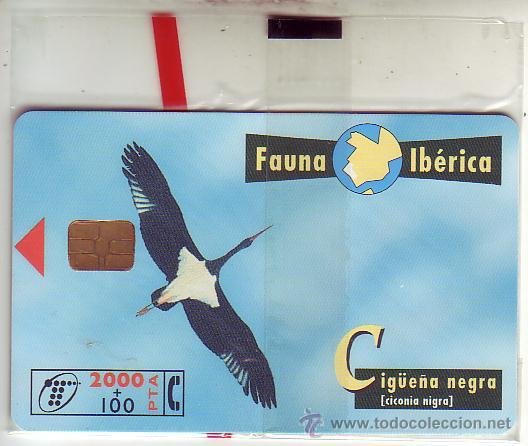 Fauna Ibérica
Cigüeña negra
[ciconia nigra]
2000
+
100
PTA
www.todocoleccion.net